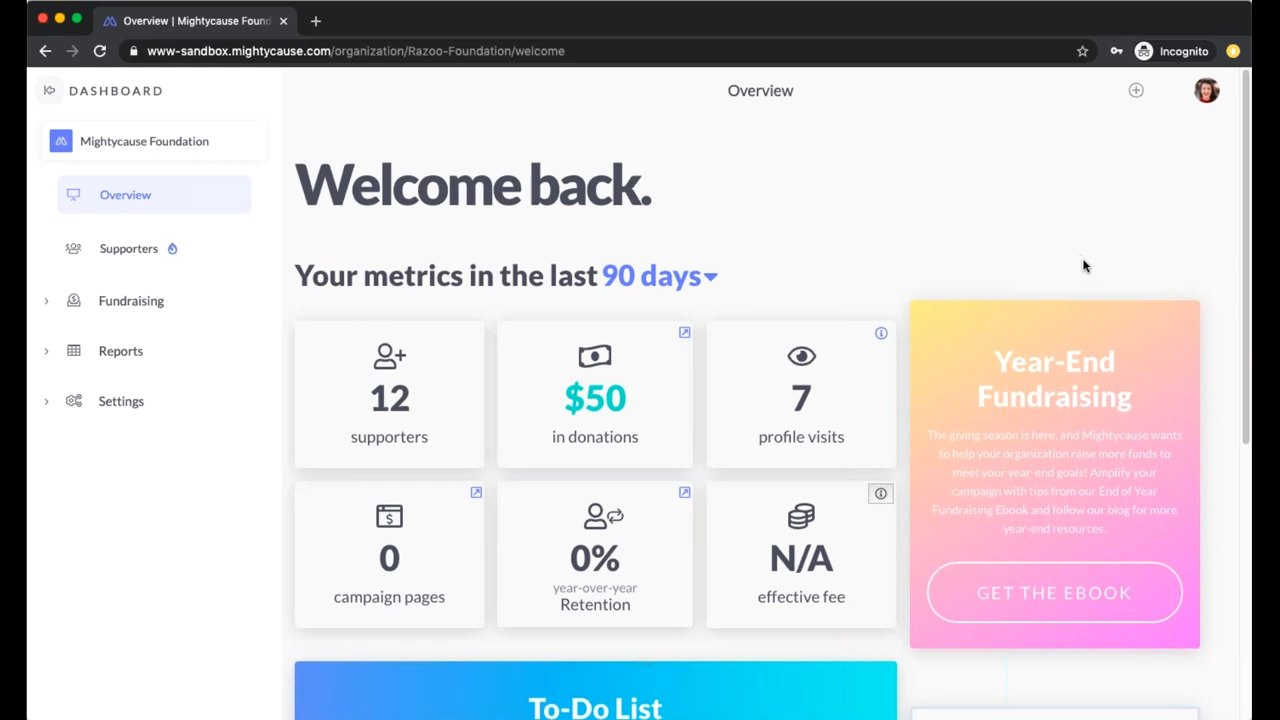 Overview | Mightycause Found
www-sandbox.mightycause.com/organization/Razoo-Foundation/welcome
Incognito
DASHBOARD
Overview
Mightycause Foundation
Overview
Supporters
Fundraising
Reports
Settings
Welcome back.
Your metrics in the last 90 days
12
supporters
$50
in donations
7
profile visits
0
campaign pages
0%
year-over-year
Retention
N/A
effective fee
Year-End
Fundraising
The giving season is here, and Mightycause wants
to help your organization raise more funds to
meet your year-end goals! Amplify your
campaign with tips from our End of Year
Fundraising Ebook and follow our blog for more
year-end resources.
GET THE EBOOK
To-Do List